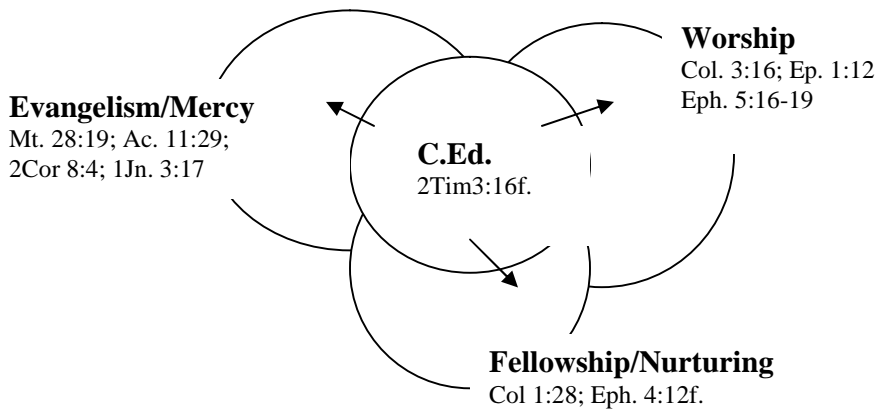 Worship
Col. 3:16; Ep. 1:12
Eph. 5:16-19
Evangelism/Mercy
Mt. 28:19; Ac. 11:29;
2Cor 8:4; 1Jn. 3:17
C.Ed.
2Tim3:16f.
Fellowship/Nurturing
Col 1:28; Eph. 4:12f.